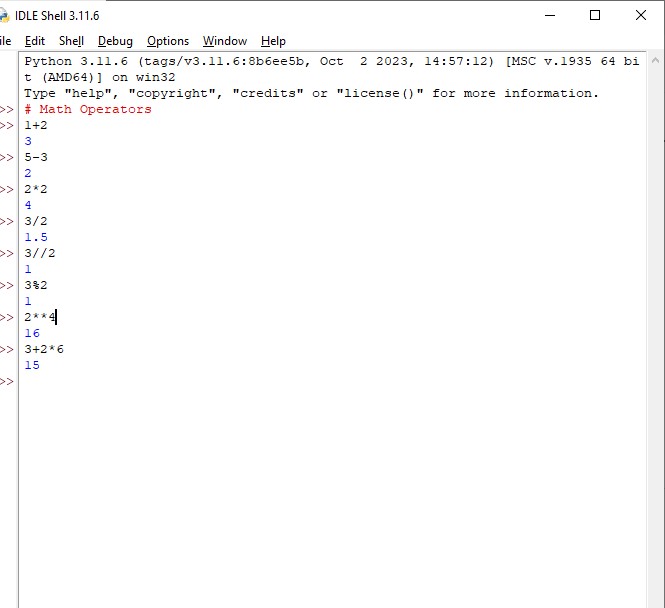 IDLE Shell 3.11.6
ile Edit Shell Debug Options Window Help
Python 3.11.6 (tags/v3.11.6:8b6ee5b, Oct  2 2023, 14:57:12) [MSC v.1935 64 bi
t (AMD64)] on win32
Type "help", "copyright", "credits" or "license()" for more information.
>> # Math Operators
>> 1+2
3
>> 5-3
2
>> 2*2
4
>> 3/2
1.5
>> 3//2
1
>> 3%2
1
>> 2**4
16
>> 3+2*6
15
>>